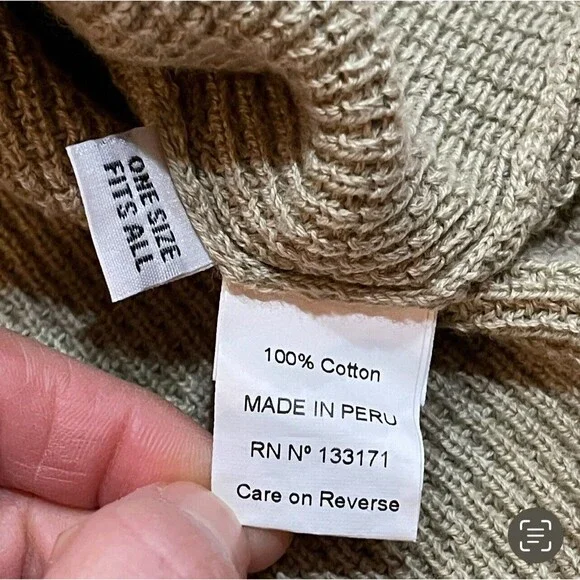 ONE SIZE
FITS ALL
100% Cotton
MADE IN PERU
RN Nº 133171
Care on Reverse